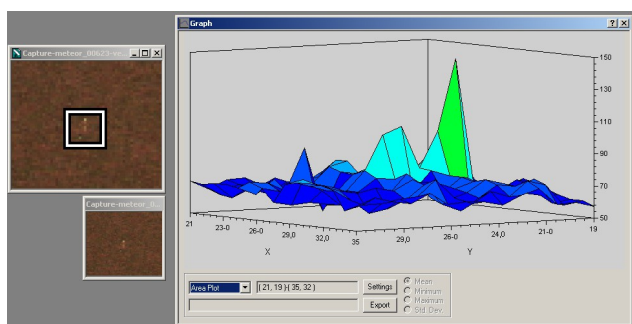 Graph
Capture-meteor_00623-re...
Capture-meteor_0...
150
130
110
90
70
50
21
23-0
26-0
29,0
32,0
35
29,0
26-0
24,0
21-0
19
X
Y
Area Plot
( 21, 19 )-( 35, 32 )
Settings
Export
Mean
Minimum
Maximum
Std. Dev.